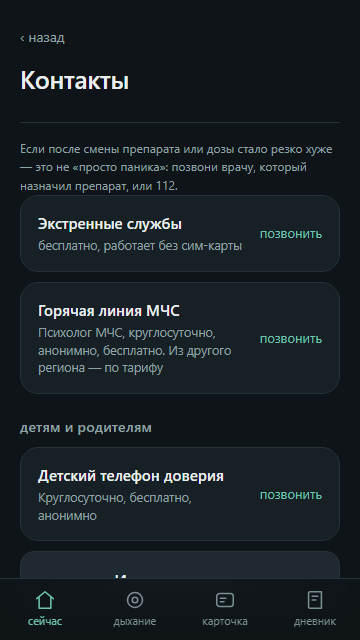 ‹ назад
Контакты
Если после смены препарата или дозы стало резко хуже
— это не «просто паника»: позвони врачу, который
назначил препарат, или 112.
Экстренные службы
бесплатно, работает без сим-карты
позвонить
Горячая линия МЧС
Психолог МЧС, круглосуточно,
анонимно, бесплатно. Из другого
региона — по тарифу
позвонить
детям и родителям
Детский телефон доверия
Круглосуточно, бесплатно,
анонимно
позвонить
сейчас
дыхание
карточка
дневник